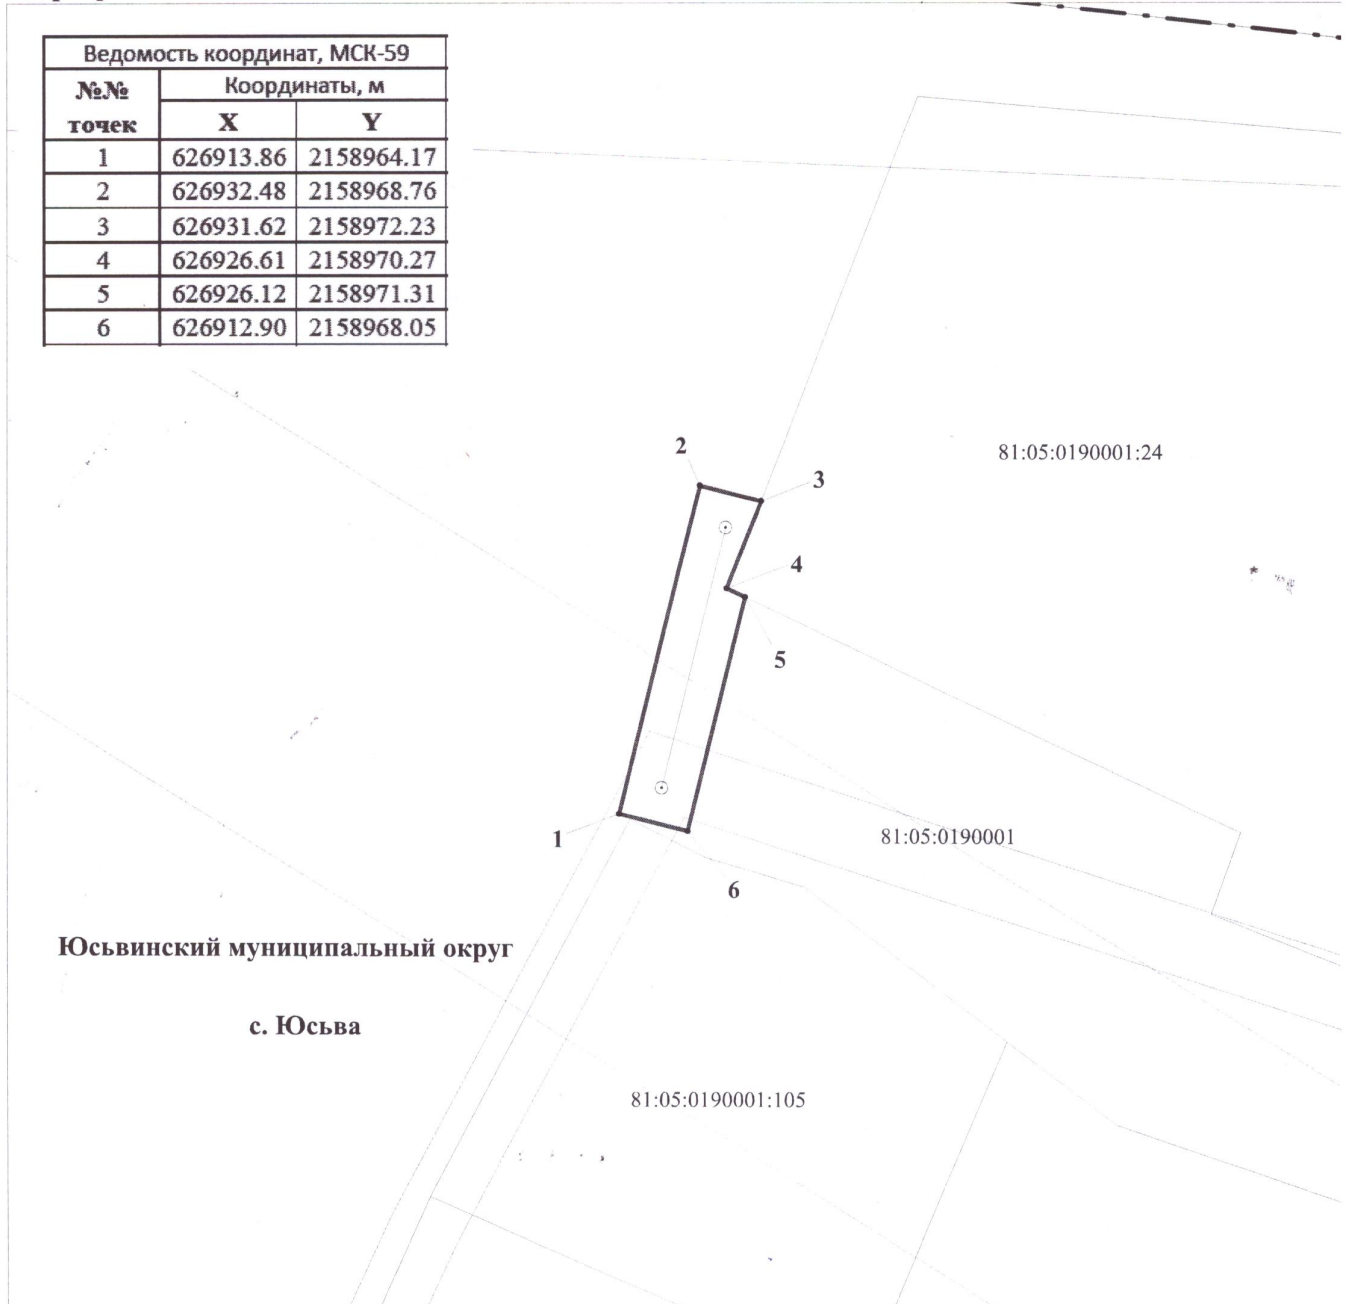 Ведомость координат, МСК-59
№№ точек Координаты, м
X Y
1 626913.86 2158964.17
2 626932.48 2158968.76
3 626931.62 2158972.23
4 626926.61 2158970.27
5 626926.12 2158971.31
6 626912.90 2158968.05
81:05:0190001:24
2
3
4
5
1
81:05:0190001
6
Юсьвинский муниципальный округ
с. Юсьва
81:05:0190001:105